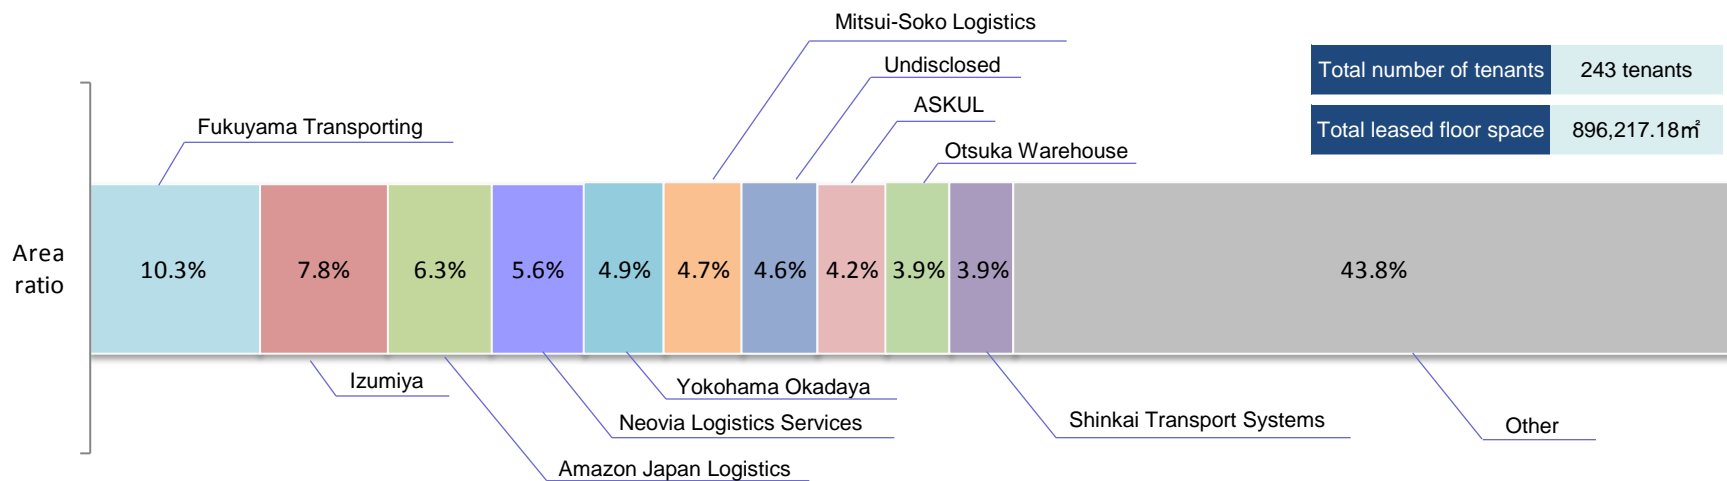 Mitsui-Soko Logistics
Undisclosed
ASKUL
Otsuka Warehouse
Fukuyama Transporting
Total number of tenants 243 tenants
Total leased floor space 896,217.18㎡
Area
ratio
10.3% 7.8% 6.3% 5.6% 4.9% 4.7% 4.6% 4.2% 3.9% 3.9% 43.8%
Izumiya
Yokohama Okadaya
Neovia Logistics Services
Amazon Japan Logistics
Shinkai Transport Systems
Other